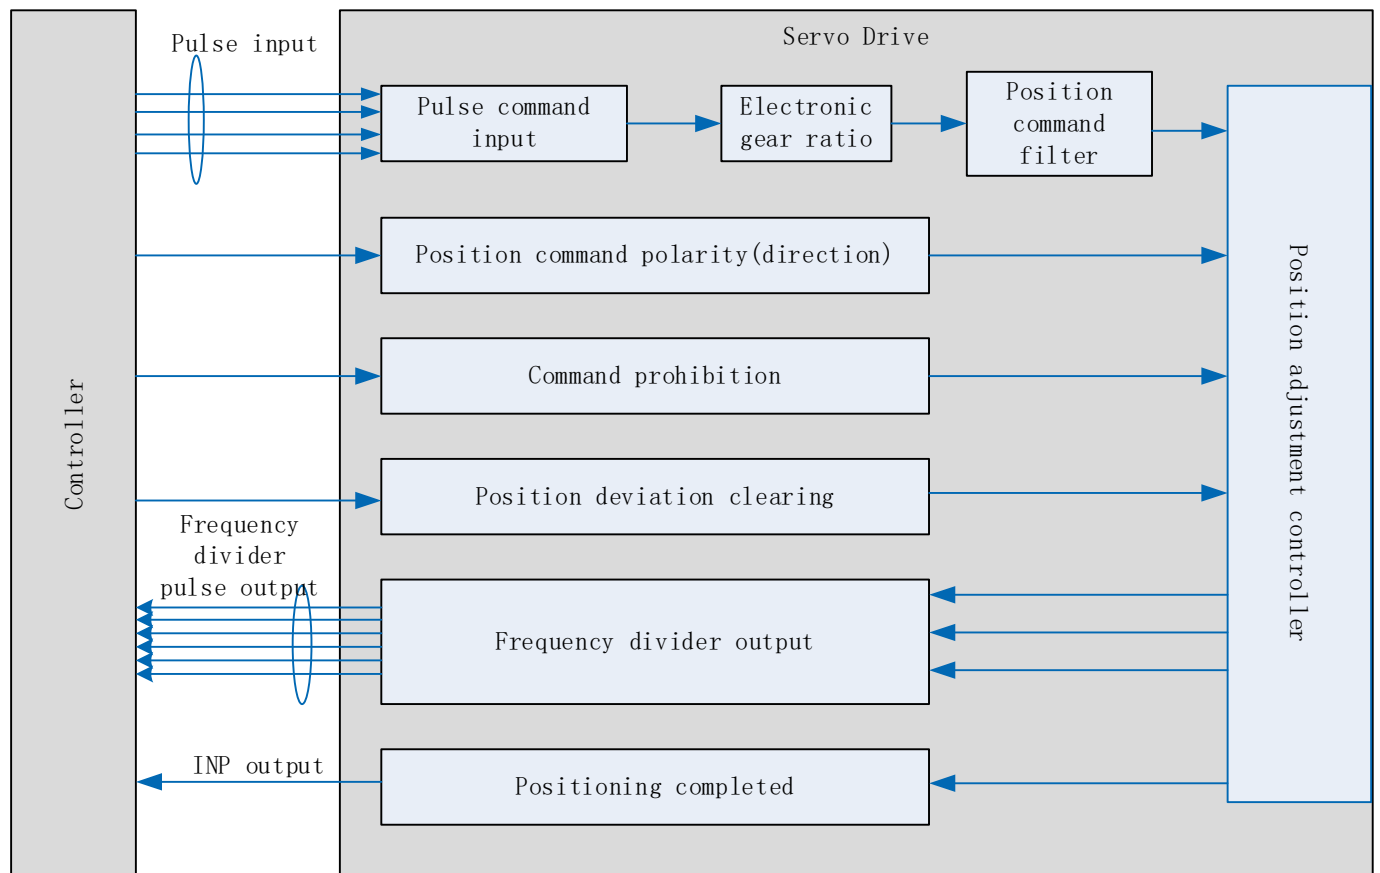 Pulse input
Servo Drive
Pulse command
input
Electronic
gear ratio
Position
command
filter
Position command polarity(direction)
Command prohibition
Position deviation clearing
Controller
Position adjustment controller
Frequency
divider
pulse output
Frequency divider output
INP output
Positioning completed